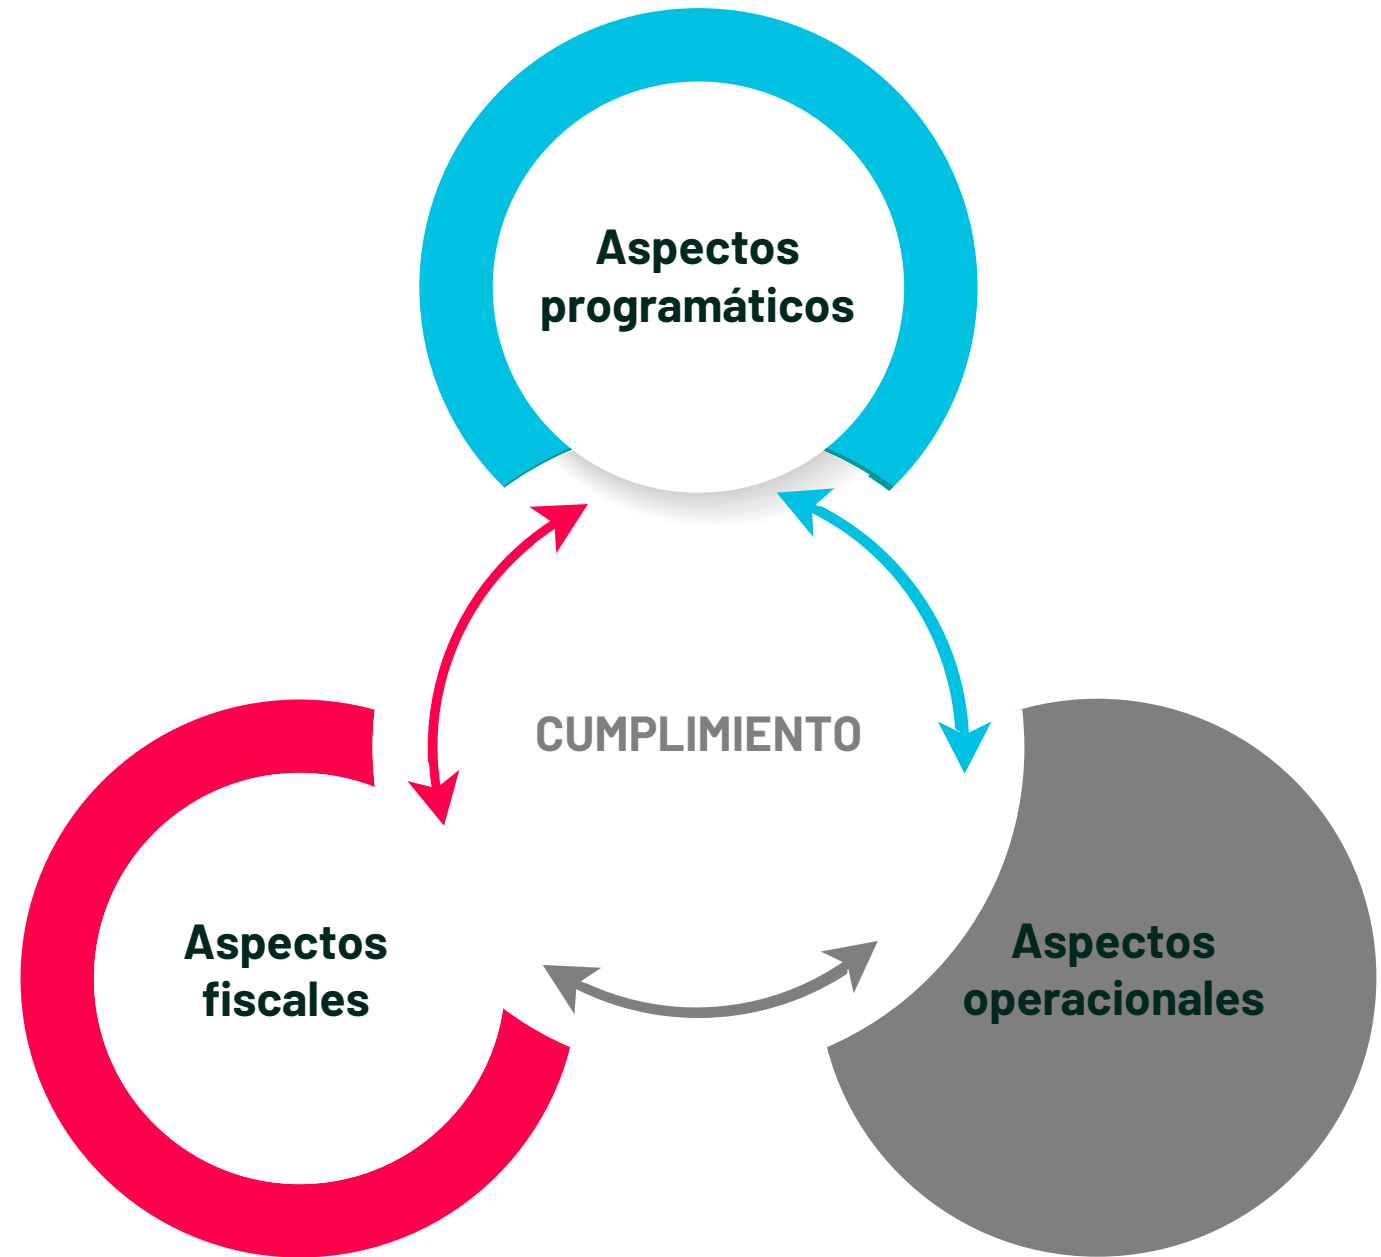 Aspectos
programáticos
CUMPLIMIENTO
Aspectos
fiscales
Aspectos
operacionales